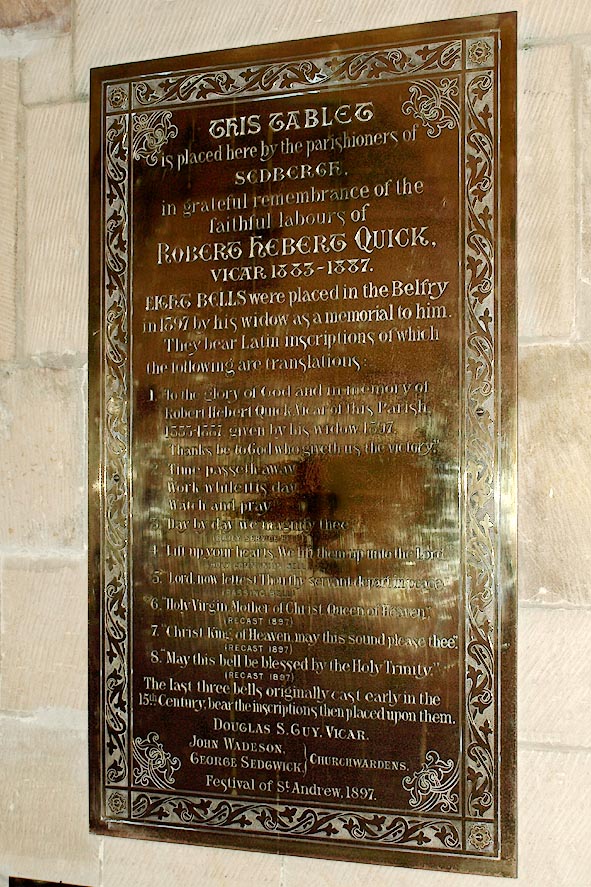 THIS TABLET
is placed here by the parishioners of
SEDBERGH,
in grateful remembrance of the
faithful labours of
ROBERT HEBERT QUICK,
VICAR 1883-1887.
EIGHT BELLS were placed in the Belfry
in 1897 by his widow as a memorial to him.
They bear Latin inscriptions of which
the following are translations:
1. "To the glory of God and in memory of
Robert Hebert Quick, Vicar of this Parish,
1883-1887, given by his widow 1897.
Thanks be to God who giveth us the victory."
2. "Time passeth away
Work while it is day
Watch and pray."
3. "Day by day we magnify thee"
(DAILY SERVICE BELL)
4. "Lift up your hearts. We lift them up unto the Lord."
(HOLY COMMUNION BELL)
5. "Lord, now lettest Thou thy servant depart in peace."
(PASSING BELL)
6. "Holy Virgin, Mother of Christ, Queen of Heaven."
(RECAST 1897)
7. "Christ King of Heaven, may this sound please thee."
(RECAST 1897)
8. "May this bell be blessed by the Holy Trinity."
(RECAST 1897)
The last three bells originally cast early in the
15th Century, bear the inscriptions then placed upon them.
DOUGLAS S. GUY, VICAR.
JOHN WADESON,
GEORGE SEDGWICK, } CHURCHWARDENS.
Festival of St. Andrew, 1897.